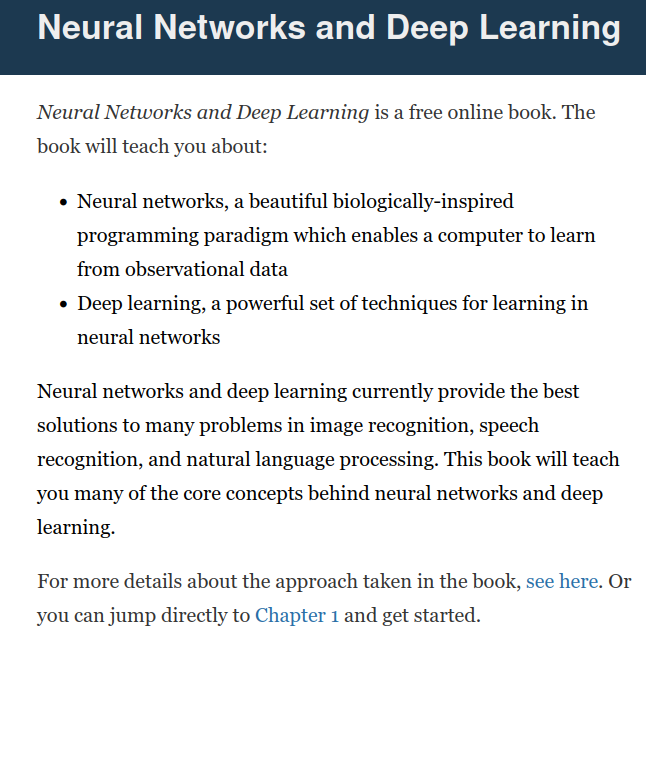 Neural Networks and Deep Learning
Neural Networks and Deep Learning is a free online book. The
book will teach you about:
• Neural networks, a beautiful biologically-inspired
programming paradigm which enables a computer to learn
from observational data
• Deep learning, a powerful set of techniques for learning in
neural networks
Neural networks and deep learning currently provide the best
solutions to many problems in image recognition, speech
recognition, and natural language processing. This book will teach
you many of the core concepts behind neural networks and deep
learning.
For more details about the approach taken in the book, see here. Or
you can jump directly to Chapter 1 and get started.